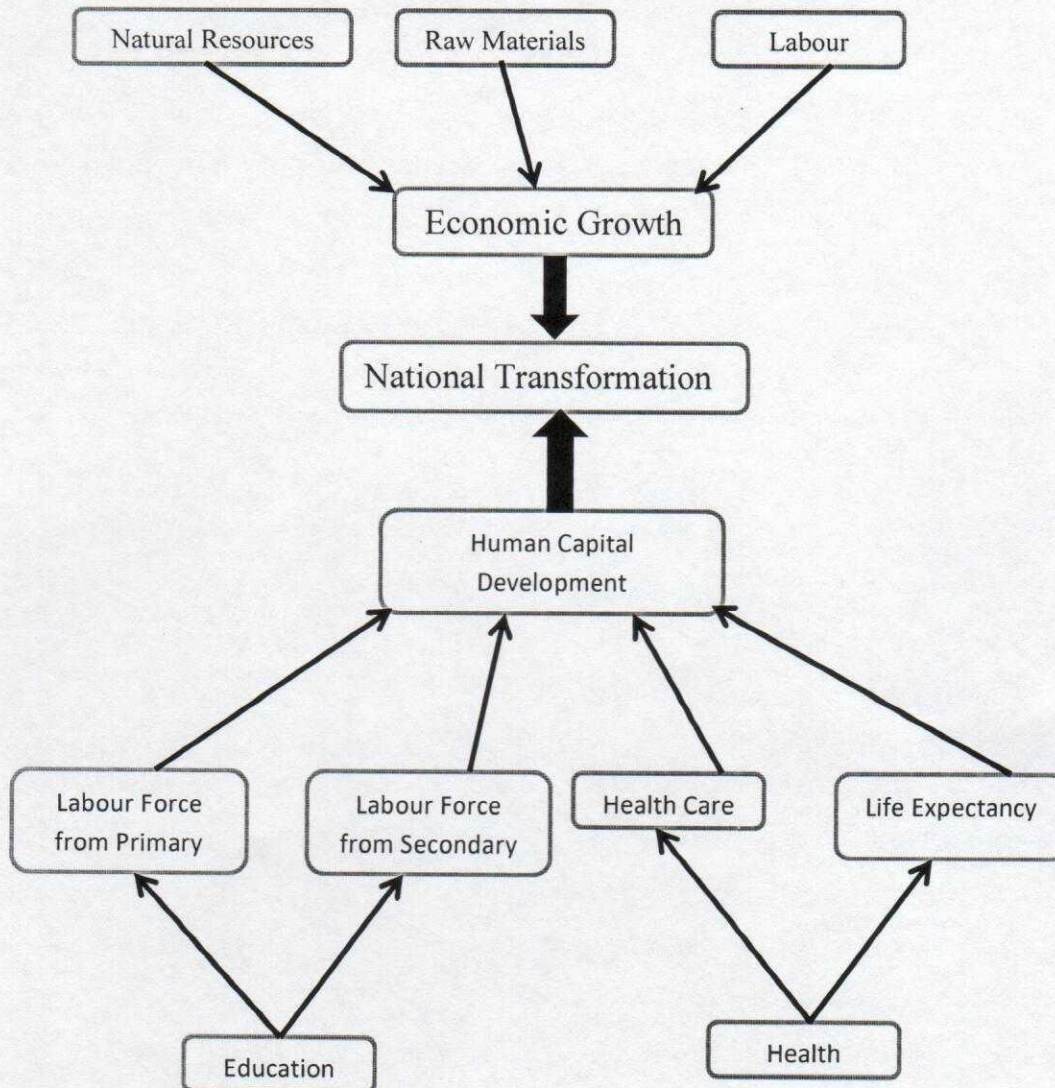 Natural Resources
Raw Materials
Labour
Economic Growth
National Transformation
Human Capital
Development
Labour Force
from Primary
Labour Force
from Secondary
Health Care
Life Expectancy
Education
Health